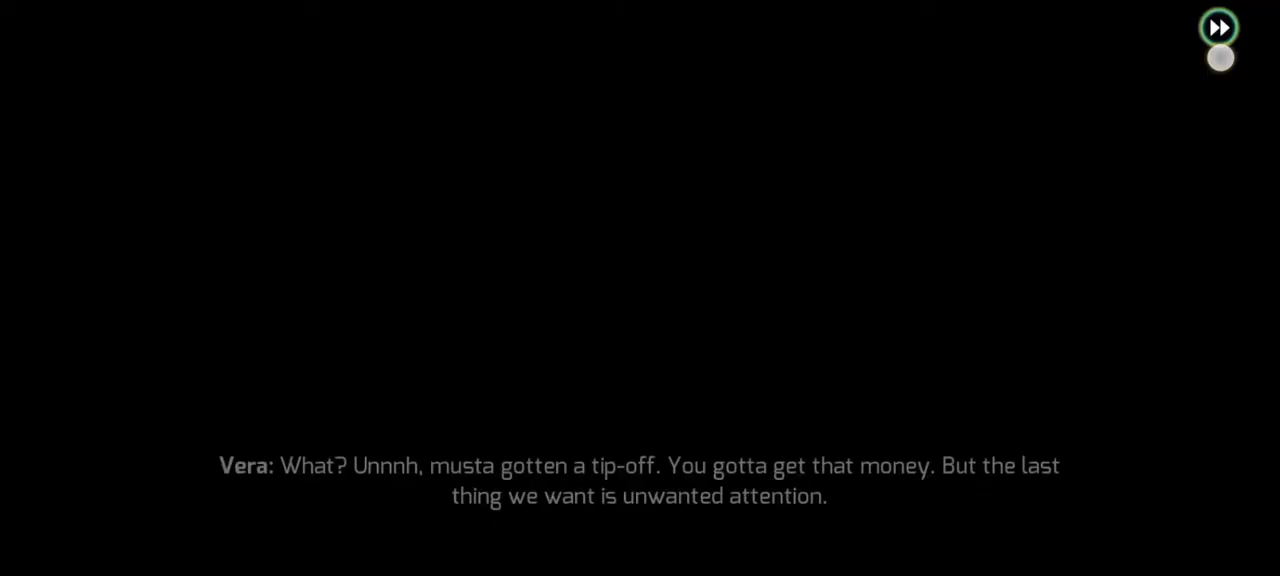 Vera: What? Unnnh, musta gotten a tip-off. You gotta get that money. But the last
thing we want is unwanted attention.